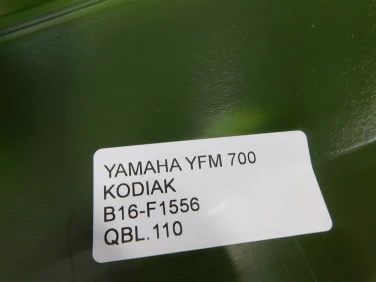 YAMAHA YFM 700
KODIAK
B16-F1556
QBL.110